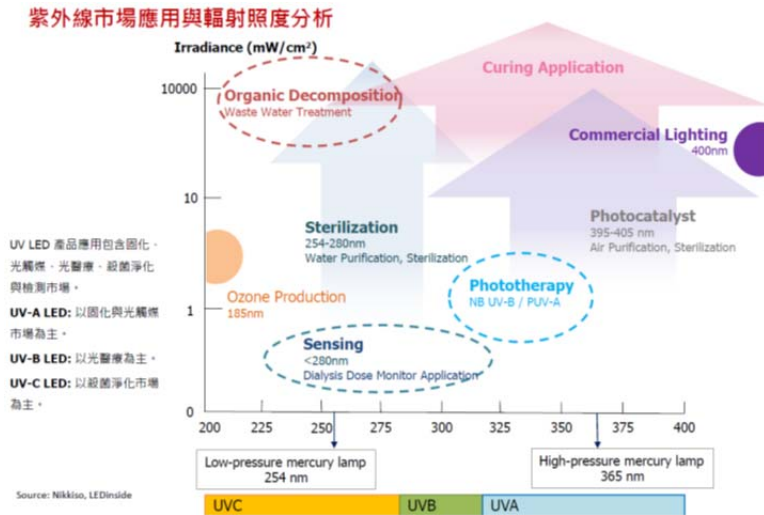 紫外線市場應用與輻射照度分析
Irradiance (mW/cm²)
10000
10
1
0
Organic Decomposition
Waste Water Treatment
Curing Application
Commercial Lighting
400nm
Sterilization
254-280nm
Water Purification, Sterilization
Photocatalyst
395-405 nm
Air Purification, Sterilization
Ozone Production
185nm
Phototherapy
NB UV-B / PUV-A
Sensing
<280nm
Dialysis Dose Monitor Application
UV LED 產品應用包含固化、
光觸媒、光醫療、殺菌淨化
與檢測市場。
UV-A LED: 以固化與光觸媒
市場為主。
UV-B LED: 以光醫療為主。
UV-C LED: 以殺菌淨化市場
為主。
200 225 250 275 300 325 350 375 400
Low-pressure mercury lamp
254 nm
High-pressure mercury lamp
365 nm
UVC UVB UVA
Source: Nikkiso, LEDinside